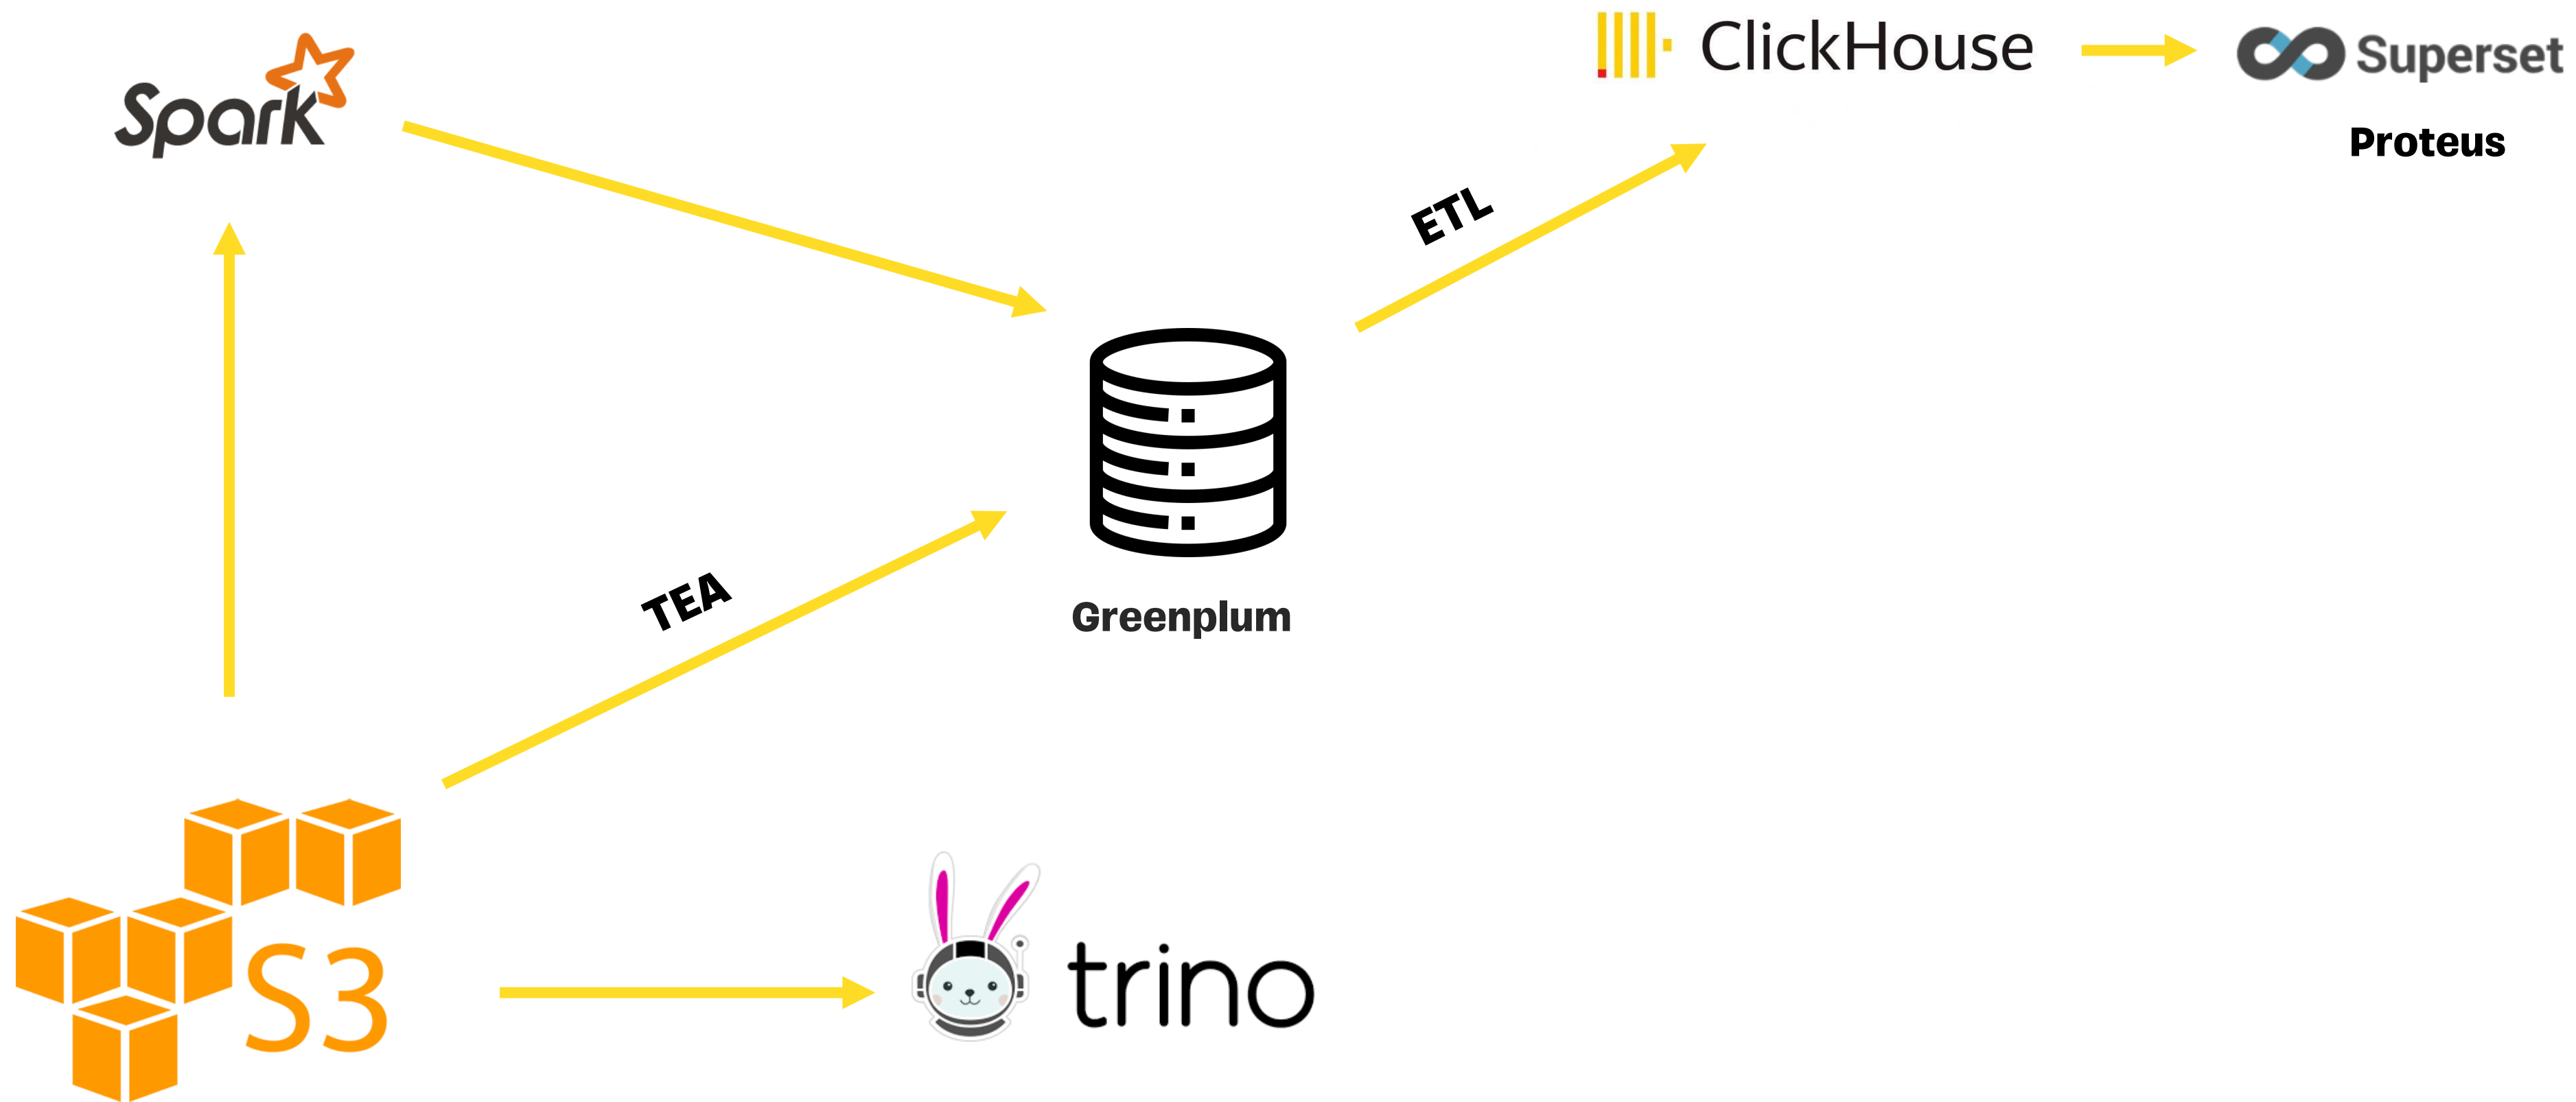 Spark
ClickHouse
Superset
Proteus
ETL
TEA
Greenplum
S3
trino